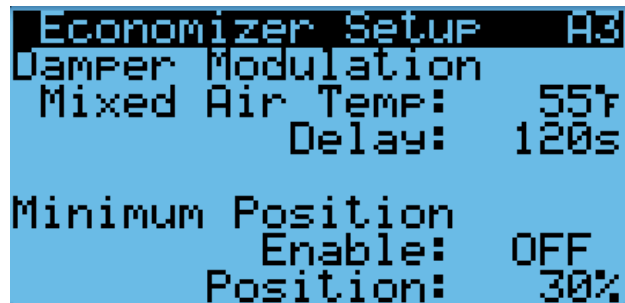 Economizer Setup A3
Damper Modulation
Mixed Air Temp: 55°F
Delay: 120s
Minimum Position
Enable: OFF
Position: 30%